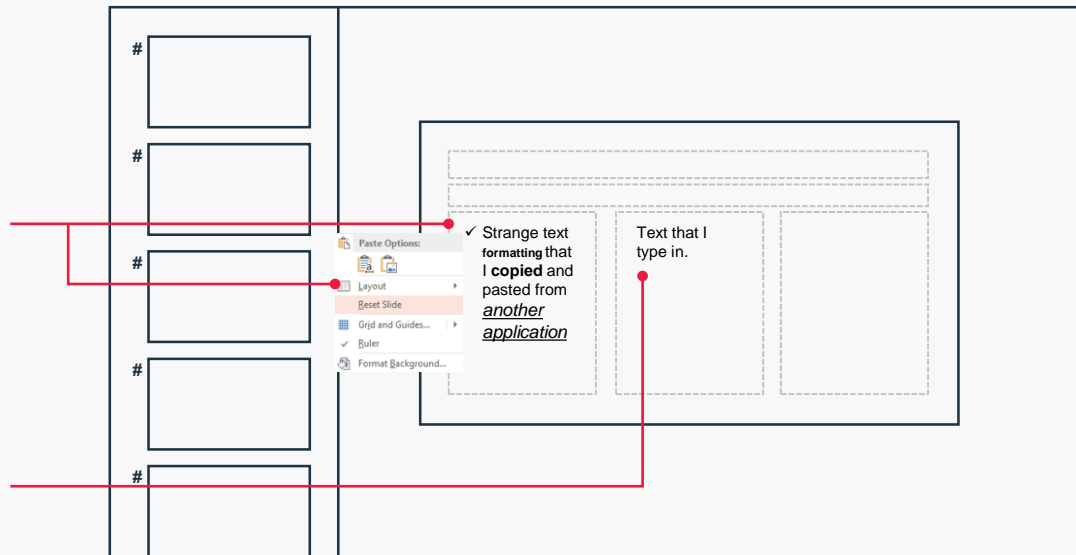 #
#
#
#
#
Paste Options:
Layout
Reset Slide
Grid and Guides...
Ruler
Format Background...
✓ Strange text
formatting that
I copied and
pasted from
another
application
Text that I
type in.